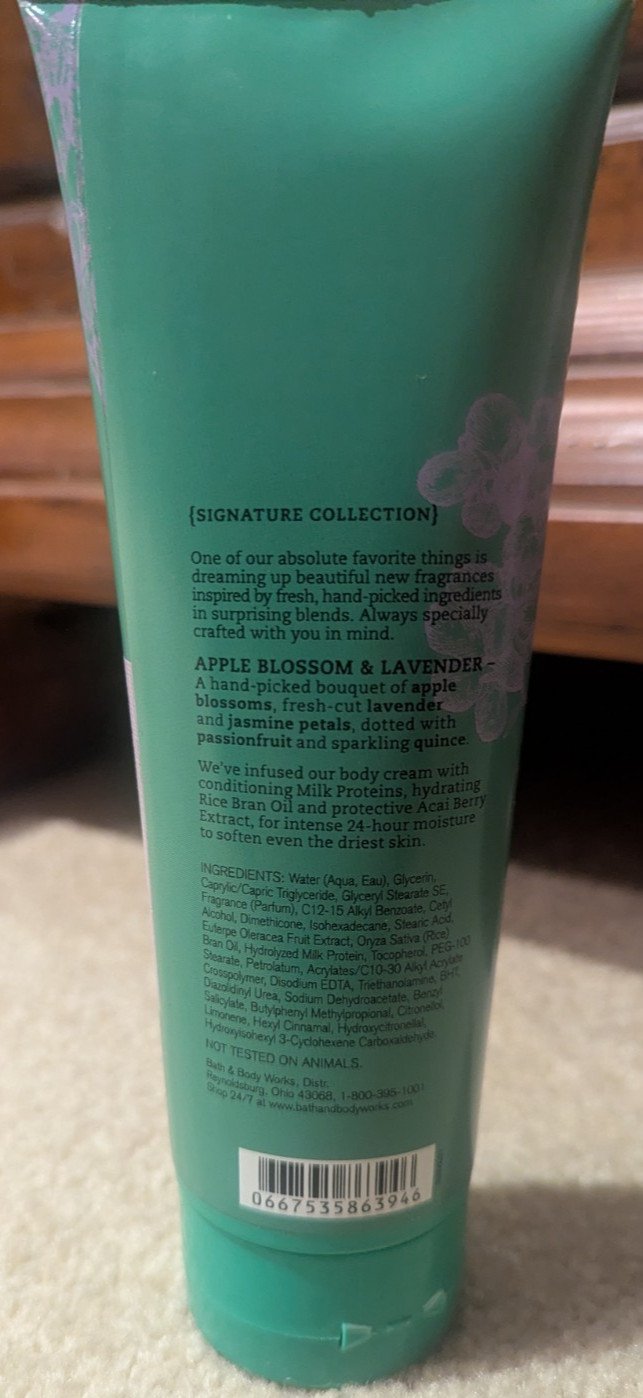 {SIGNATURE COLLECTION}
One of our absolute favorite things is
dreaming up beautiful new fragrances
inspired by fresh, hand-picked ingredients
in surprising blends. Always specially
crafted with you in mind.
APPLE BLOSSOM & LAVENDER –
A hand-picked bouquet of apple
blossoms, fresh-cut lavender
and jasmine petals, dotted with
passionfruit and sparkling quince.
We've infused our body cream with
conditioning Milk Proteins, hydrating
Rice Bran Oil and protective Acai Berry
Extract, for intense 24-hour moisture
to soften even the driest skin.
INGREDIENTS: Water (Aqua, Eau), Glycerin,
Caprylic/Capric Triglyceride, Glyceryl Stearate SE,
Fragrance (Parfum), C12-15 Alkyl Benzoate, Cetyl
Alcohol, Dimethicone, Isohexadecane, Stearic Acid,
Euterpe Oleracea Fruit Extract, Oryza Sativa (Rice)
Bran Oil, Hydrolyzed Milk Protein, Tocopherol, PEG-100
Stearate, Petrolatum, Acrylates/C10-30 Alkyl Acrylate
Crosspolymer, Disodium EDTA, Triethanolamine, BHT,
Diazolidinyl Urea, Sodium Dehydroacetate, Benzyl
Salicylate, Butylphenyl Methylpropional, Citronellol,
Limonene, Hexyl Cinnamal, Hydroxycitronellal,
Hydroxyisohexyl 3-Cyclohexene Carboxaldehyde
NOT TESTED ON ANIMALS.
Bath & Body Works, Distr.
Reynoldsburg, Ohio 43068, 1-800-395-1001
Shop 24/7 at www.bathandbodyworks.com
0667535863946